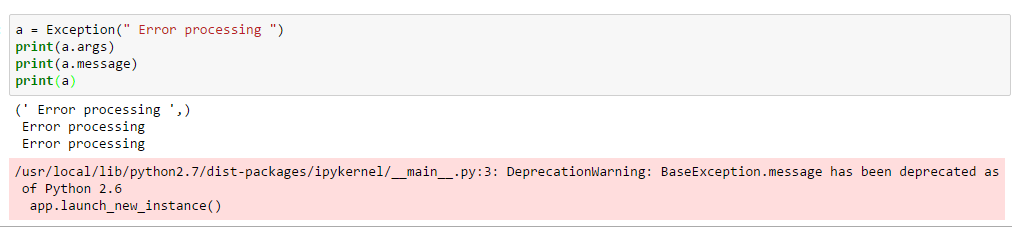 a = Exception(" Error processing ")
print(a.args)
print(a.message)
print(a)
(' Error processing ',)
 Error processing
 Error processing
/usr/local/lib/python2.7/dist-packages/ipykernel/__main__.py:3: DeprecationWarning: BaseException.message has been deprecated as
 of Python 2.6
  app.launch_new_instance()